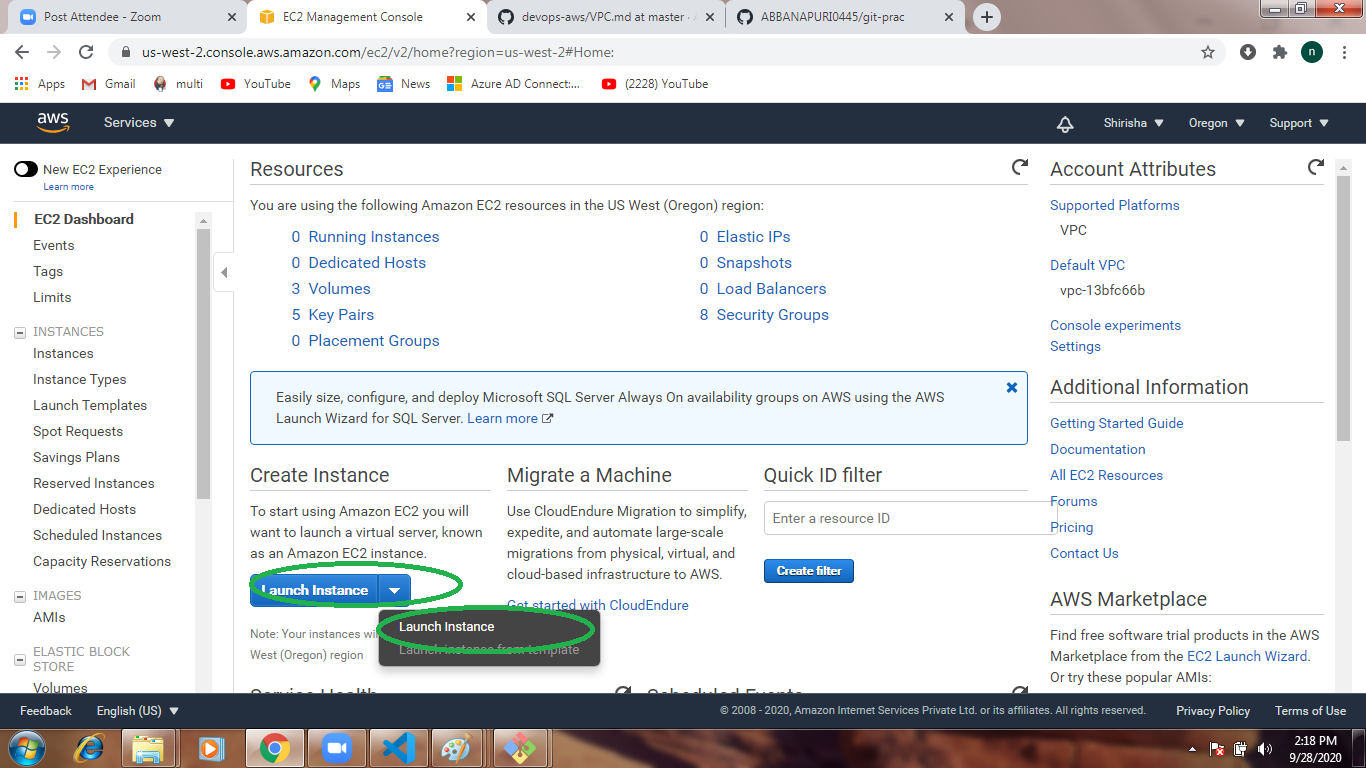 Post Attendee - Zoom
EC2 Management Console
devops-aws/VPC.md at master ·
ABBANAPURI0445/git-prac
us-west-2.console.aws.amazon.com/ec2/v2/home?region=us-west-2#Home:
n
Apps
Gmail
multi
YouTube
Maps
News
Azure AD Connect:...
(2228) YouTube
aws
Services
Shirisha
Oregon
Support
New EC2 Experience
Learn more
EC2 Dashboard
Events
Tags
Limits
INSTANCES
Instances
Instance Types
Launch Templates
Spot Requests
Savings Plans
Reserved Instances
Dedicated Hosts
Scheduled Instances
Capacity Reservations
IMAGES
AMIs
ELASTIC BLOCK
STORE
Volumes
Resources
You are using the following Amazon EC2 resources in the US West (Oregon) region:
0 Running Instances
0 Elastic IPs
0 Dedicated Hosts
0 Snapshots
3 Volumes
0 Load Balancers
5 Key Pairs
8 Security Groups
0 Placement Groups
Easily size, configure, and deploy Microsoft SQL Server Always On availability groups on AWS using the AWS
Launch Wizard for SQL Server. Learn more
Create Instance
To start using Amazon EC2 you will
want to launch a virtual server, known
as an Amazon EC2 instance.
Launch Instance
Launch Instance
Launch instance from template
Note: Your instances wi
West (Oregon) region
Migrate a Machine
Use CloudEndure Migration to simplify,
expedite, and automate large-scale
migrations from physical, virtual, and
cloud-based infrastructure to AWS.
Get started with CloudEndure
Quick ID filter
Enter a resource ID
Create filter
Service Health
Scheduled Events
Account Attributes
Supported Platforms
VPC
Default VPC
vpc-13bfc66b
Console experiments
Settings
Additional Information
Getting Started Guide
Documentation
All EC2 Resources
Forums
Pricing
Contact Us
AWS Marketplace
Find free software trial products in the AWS
Marketplace from the EC2 Launch Wizard.
Or try these popular AMIs:
Feedback
English (US)
© 2008 - 2020, Amazon Internet Services Private Ltd. or its affiliates. All rights reserved.
Privacy Policy
Terms of Use
2:18 PM
9/28/2020